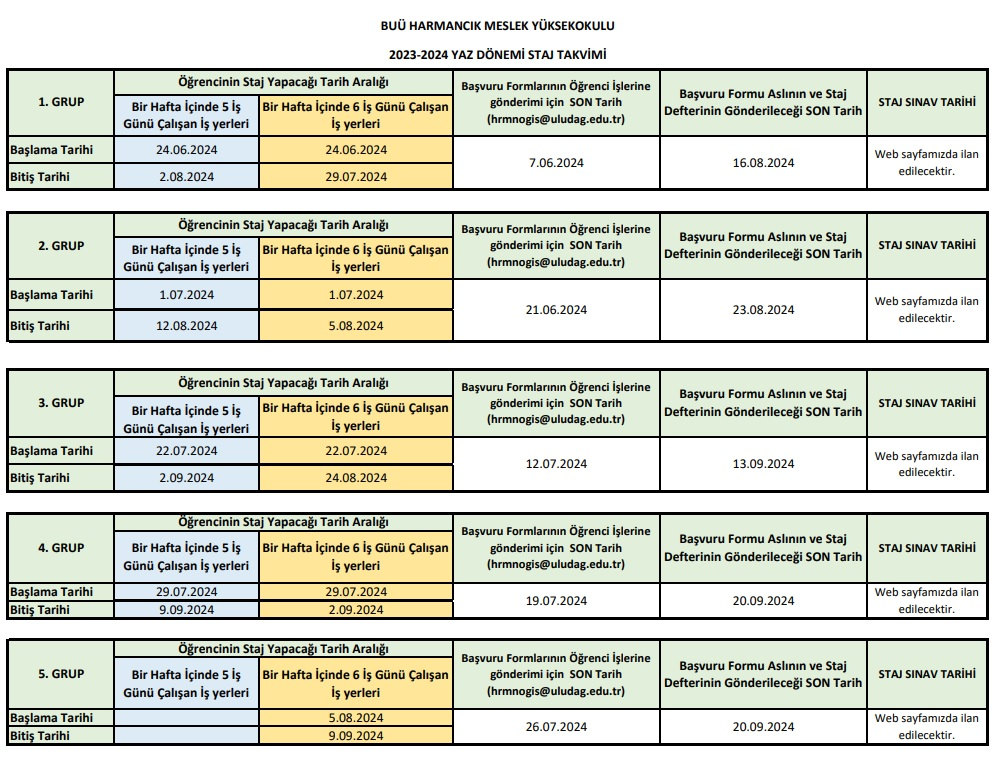 BUÜ HARMANCIK MESLEK YÜKSEKOKULU
2023-2024 YAZ DÖNEMİ STAJ TAKVİMİ
1. GRUP
Öğrencinin Staj Yapacağı Tarih Aralığı
Bir Hafta İçinde 5 İş
Günü Çalışan İş yerleri
Bir Hafta İçinde 6 İş Günü Çalışan
İş yerleri
Başvuru Formlarının Öğrenci İşlerine
gönderimi için SON Tarih
(hrmnogis@uludag.edu.tr)
Başvuru Formu Aslının ve Staj
Defterinin Gönderileceği SON Tarih
STAJ SINAV TARİHİ
Başlama Tarihi
24.06.2024
24.06.2024
7.06.2024
16.08.2024
Web sayfamızda ilan
edilecektir.
Bitiş Tarihi
2.08.2024
29.07.2024
2. GRUP
Öğrencinin Staj Yapacağı Tarih Aralığı
Bir Hafta İçinde 5 İş
Günü Çalışan İş yerleri
Bir Hafta İçinde 6 İş Günü Çalışan
İş yerleri
Başvuru Formlarının Öğrenci İşlerine
gönderimi için SON Tarih
(hrmnogis@uludag.edu.tr)
Başvuru Formu Aslının ve Staj
Defterinin Gönderileceği SON Tarih
STAJ SINAV TARİHİ
Başlama Tarihi
1.07.2024
1.07.2024
21.06.2024
23.08.2024
Web sayfamızda ilan
edilecektir.
Bitiş Tarihi
12.08.2024
5.08.2024
3. GRUP
Öğrencinin Staj Yapacağı Tarih Aralığı
Bir Hafta İçinde 5 İş
Günü Çalışan İş yerleri
Bir Hafta İçinde 6 İş Günü Çalışan
İş yerleri
Başvuru Formlarının Öğrenci İşlerine
gönderimi için SON Tarih
(hrmnogis@uludag.edu.tr)
Başvuru Formu Aslının ve Staj
Defterinin Gönderileceği SON Tarih
STAJ SINAV TARİHİ
Başlama Tarihi
22.07.2024
22.07.2024
12.07.2024
13.09.2024
Web sayfamızda ilan
edilecektir.
Bitiş Tarihi
2.09.2024
24.08.2024
4. GRUP
Öğrencinin Staj Yapacağı Tarih Aralığı
Bir Hafta İçinde 5 İş
Günü Çalışan İş yerleri
Bir Hafta İçinde 6 İş Günü Çalışan
İş yerleri
Başvuru Formlarının Öğrenci İşlerine
gönderimi için SON Tarih
(hrmnogis@uludag.edu.tr)
Başvuru Formu Aslının ve Staj
Defterinin Gönderileceği SON Tarih
STAJ SINAV TARİHİ
Başlama Tarihi
29.07.2024
29.07.2024
19.07.2024
20.09.2024
Web sayfamızda ilan
edilecektir.
Bitiş Tarihi
9.09.2024
2.09.2024
5. GRUP
Öğrencinin Staj Yapacağı Tarih Aralığı
Bir Hafta İçinde 5 İş
Günü Çalışan İş yerleri
Bir Hafta İçinde 6 İş Günü Çalışan
İş yerleri
Başvuru Formlarının Öğrenci İşlerine
gönderimi için SON Tarih
(hrmnogis@uludag.edu.tr)
Başvuru Formu Aslının ve Staj
Defterinin Gönderileceği SON Tarih
STAJ SINAV TARİHİ
Başlama Tarihi
5.08.2024
26.07.2024
20.09.2024
Web sayfamızda ilan
edilecektir.
Bitiş Tarihi
9.09.2024